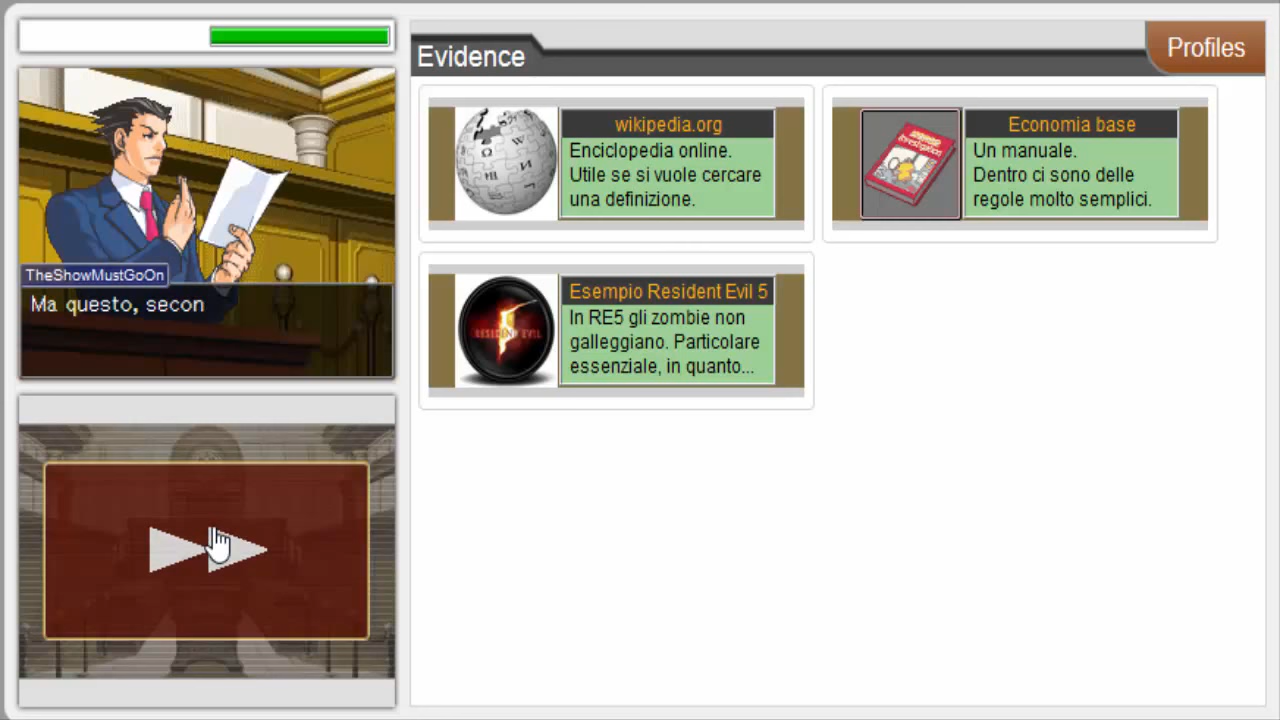 Evidence
Profiles
wikipedia.org
Enciclopedia online.
Utile se si vuole cercare
una definizione.
Economia base
Un manuale.
Dentro ci sono delle
regole molto semplici.
Esempio Resident Evil 5
In RE5 gli zombie non
galleggiano. Particolare
essenziale, in quanto...
RESIDENT EVIL
TheShowMustGoOn
Ma questo, secon